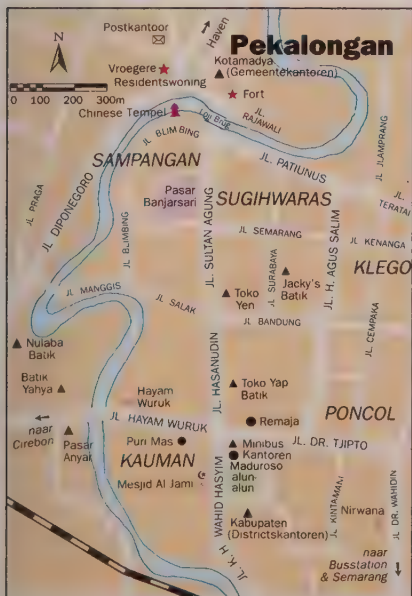 Pekalongan
Postkantoor
Haven
N
Vroegere
Residentswoning
Kotamadya
(Gemeentekantoren)
Fort
0 100 200 300m
Chinese Tempel
JL. BLIMBING
JL.
RAJAWALI
JL. PATIUNUS
JL. JLAMPRANG
SAMPANGAN
JL. PRAGA
JL. DIPONEGORO
Pasar
Banjarsari
SUGIHWARAS
JL.
TERATAI
JL. BLIMBING
JL. SULTAN AGUNG
JL. SEMARANG
JL. H. AGUS SALIM
JL. KENANGA
KLEGO
JL. SURABAYA
Jacky's
Batik
JL. MANGGIS
JL. SALAK
Toko
Yen
JL. BANDUNG
JL. CEMPAKA
Nulaba
Batik
Batik
Yahya
JL. HASANUDIN
Toko Yap
Batik
Hayam
Wuruk
JL. HAYAM WURUK
Remaja
PONCOL
naar
Cirebon
Pasar
Anyar
Puri Mas
KAUMAN
Minibus
JL. DR. TJIPTO
Kantoren
Maduroso
alun-
alun
Mesjid Al Jami
JL. K. H. WAHID HASYIM
Kabupaten
(Districtskantoren)
JL. KINTAMANI
Nirwana
JL. DR. WAHIDIN
naar
Busstation
& Semarang